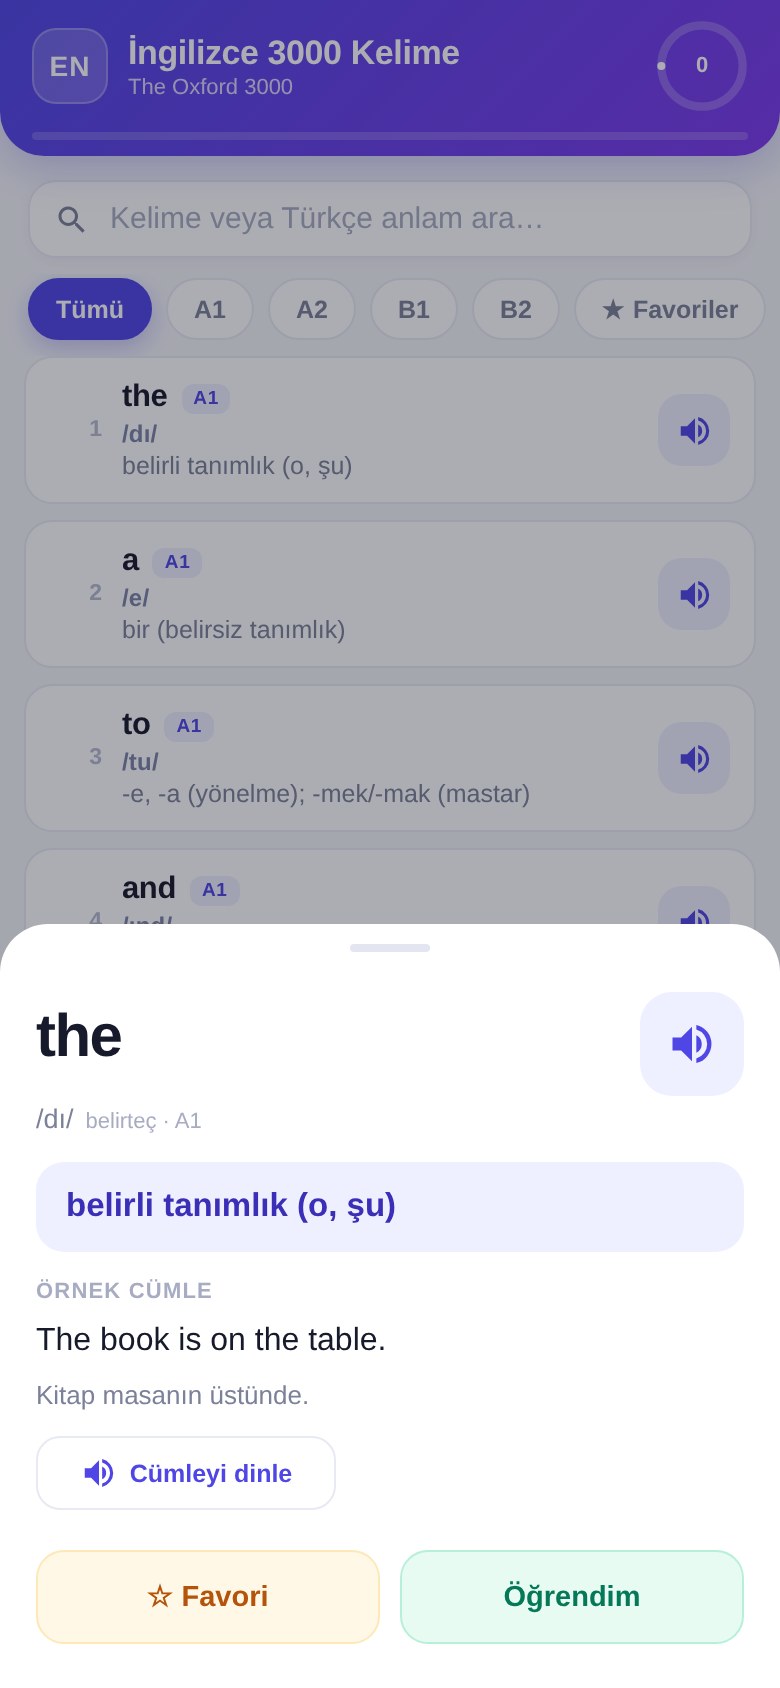 EN
İngilizce 3000 Kelime
The Oxford 3000
0
Kelime veya Türkçe anlam ara…
Tümü
A1
A2
B1
B2
★ Favoriler
the A1
1
/dı/
belirli tanımlık (o, şu)
a A1
2
/e/
bir (belirsiz tanımlık)
to A1
3
/tu/
-e, -a (yönelme); -mek/-mak (mastar)
and A1
4
the
/dı/ belirteç · A1
belirli tanımlık (o, şu)
ÖRNEK CÜMLE
The book is on the table.
Kitap masanın üstünde.
Cümleyi dinle
☆ Favori
Öğrendim